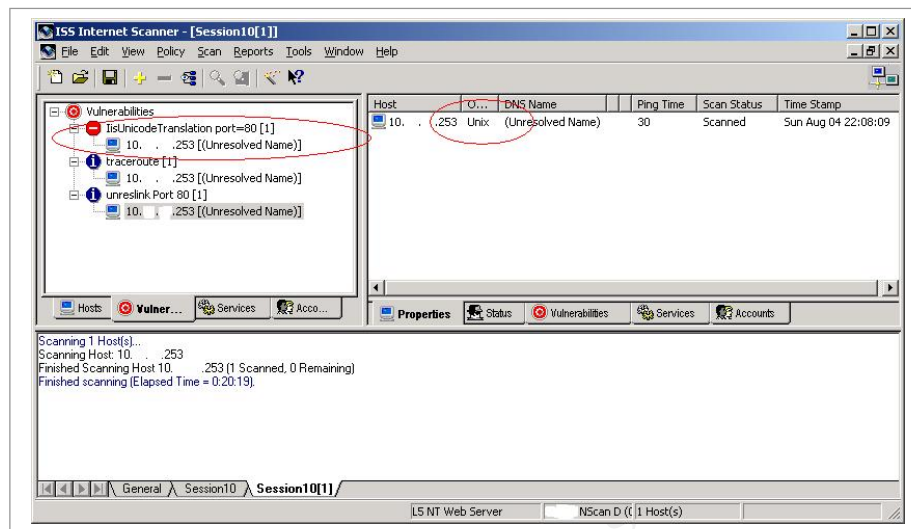 ISS Internet Scanner - [Session10[1]]
File Edit View Policy Scan Reports Tools Window Help
Vulnerabilities
IisUnicodeTranslation port=80 [1]
10. . .253 [(Unresolved Name)]
traceroute [1]
10. . .253 [(Unresolved Name)]
unreslink Port 80 [1]
10. . .253 [(Unresolved Name)]
Hosts Vulner... Services Acco...
Host O... DNS Name Ping Time Scan Status Time Stamp
10. . .253 Unix (Unresolved Name) 30 Scanned Sun Aug 04 22:08:09
Properties Status Vulnerabilities Services Accounts
Scanning 1 Host(s)...
Scanning Host: 10. . .253
Finished Scanning Host 10. .253 (1 Scanned, 0 Remaining)
Finished scanning (Elapsed Time = 0:20:19).
General Session10 Session10[1]
L5 NT Web Server NScan D (( 1 Host(s)